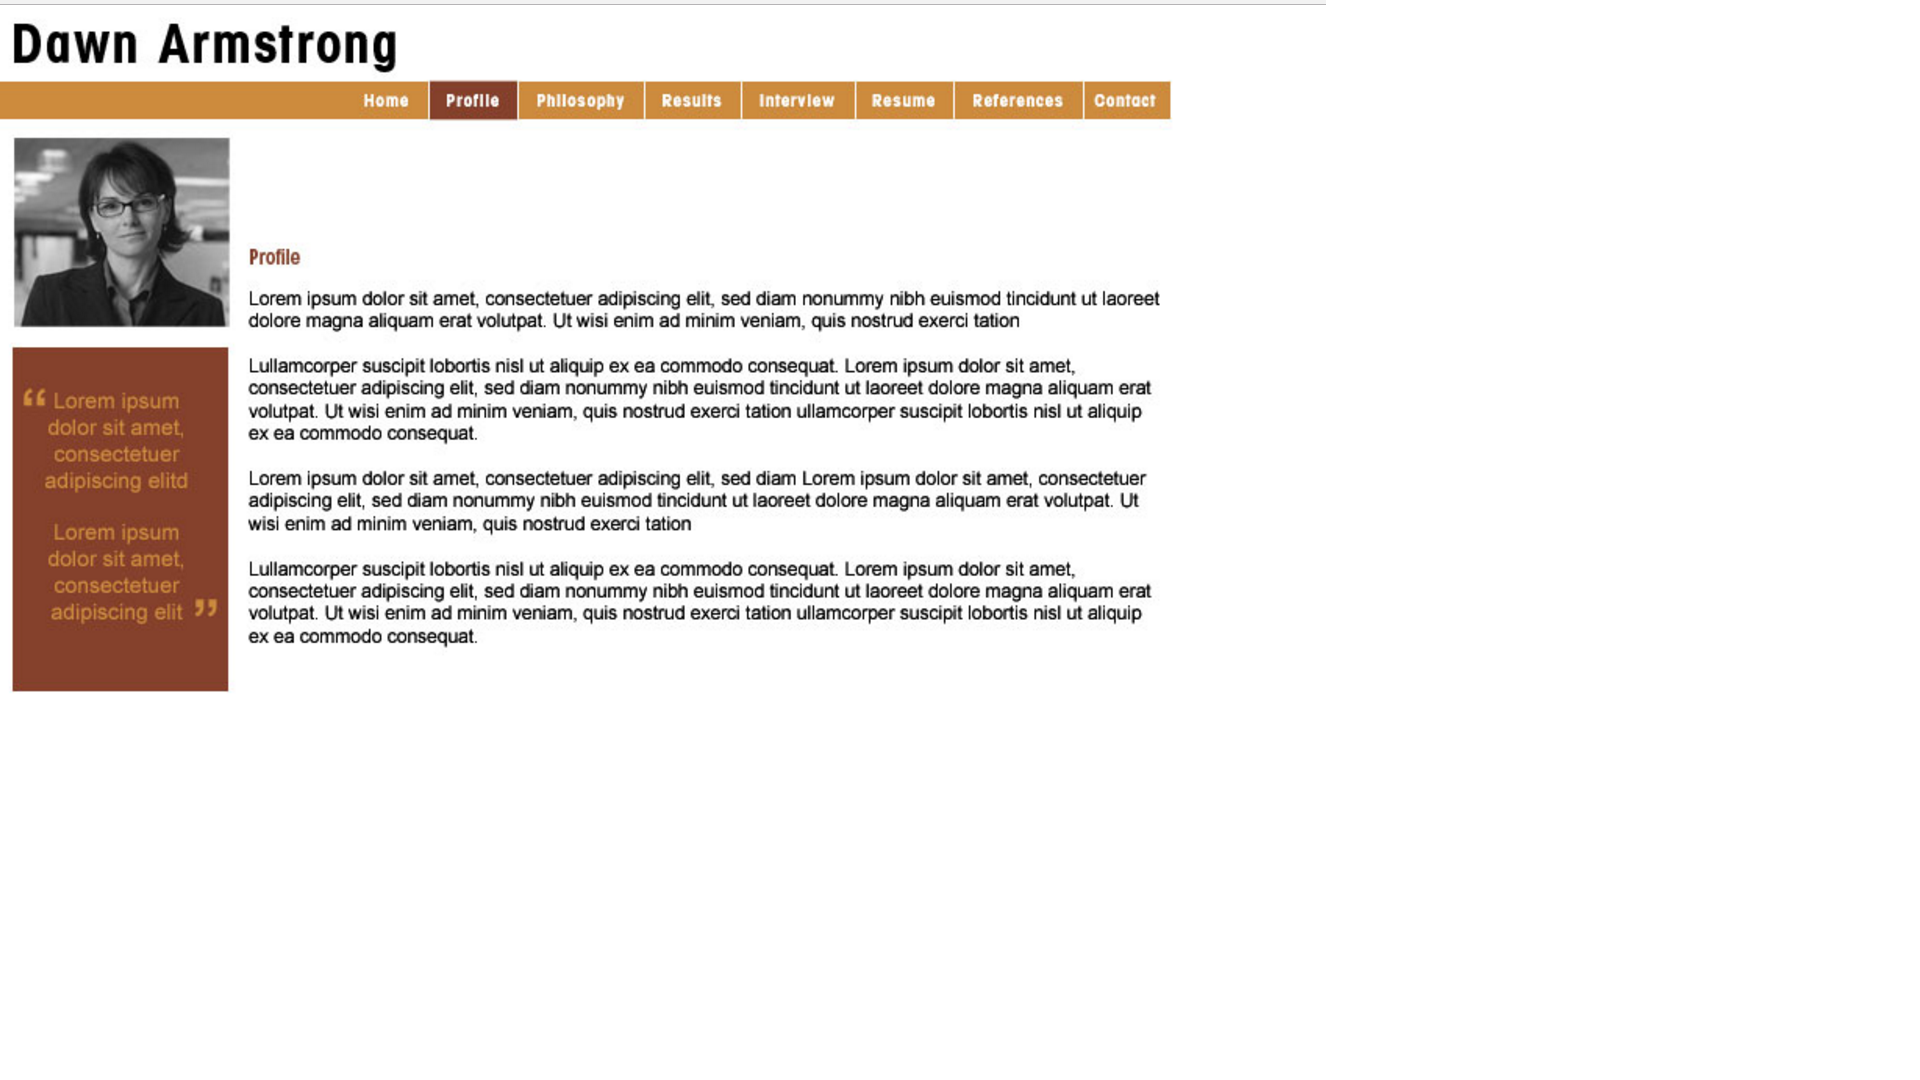 Dawn Armstrong
Home Profile Philosophy Results Interview Resume References Contact
“ Lorem ipsum
dolor sit amet,
consectetuer
adipiscing elitd
Lorem ipsum
dolor sit amet,
consectetuer
adipiscing elit ”
Profile
Lorem ipsum dolor sit amet, consectetuer adipiscing elit, sed diam nonummy nibh euismod tincidunt ut laoreet
dolore magna aliquam erat volutpat. Ut wisi enim ad minim veniam, quis nostrud exerci tation
Lullamcorper suscipit lobortis nisl ut aliquip ex ea commodo consequat. Lorem ipsum dolor sit amet,
consectetuer adipiscing elit, sed diam nonummy nibh euismod tincidunt ut laoreet dolore magna aliquam erat
volutpat. Ut wisi enim ad minim veniam, quis nostrud exerci tation ullamcorper suscipit lobortis nisl ut aliquip
ex ea commodo consequat.
Lorem ipsum dolor sit amet, consectetuer adipiscing elit, sed diam Lorem ipsum dolor sit amet, consectetuer
adipiscing elit, sed diam nonummy nibh euismod tincidunt ut laoreet dolore magna aliquam erat volutpat. Ut
wisi enim ad minim veniam, quis nostrud exerci tation
Lullamcorper suscipit lobortis nisl ut aliquip ex ea commodo consequat. Lorem ipsum dolor sit amet,
consectetuer adipiscing elit, sed diam nonummy nibh euismod tincidunt ut laoreet dolore magna aliquam erat
volutpat. Ut wisi enim ad minim veniam, quis nostrud exerci tation ullamcorper suscipit lobortis nisl ut aliquip
ex ea commodo consequat.